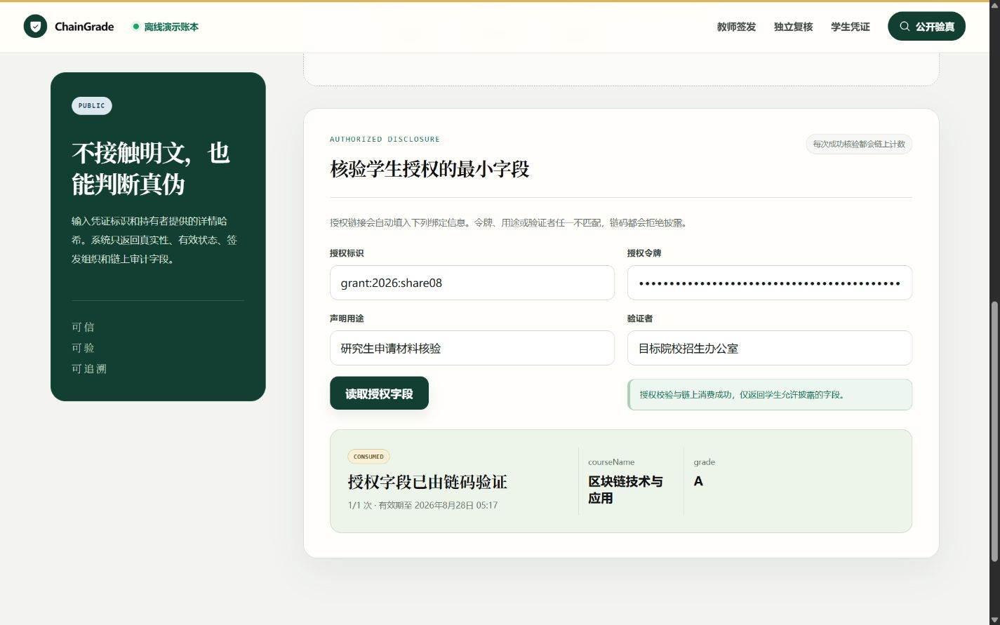 ChainGrade
离线演示账本
教师签发
独立复核
学生凭证
公开验真
PUBLIC
不接触明文，也
能判断真伪
输入凭证标识和持有者提供的详情哈
希。系统只返回真实性、有效状态、签
发组织和链上审计字段。
可信
可验
可追溯
AUTHORIZED DISCLOSURE
每次成功核验都会链上计数
核验学生授权的最小字段
授权链接会自动填入下列绑定信息。令牌、用途或验证者任一不匹配，链码都会拒绝披露。
授权标识
授权令牌
grant:2026:share08
声明用途
验证者
研究生申请材料核验
目标院校招生办公室
读取授权字段
授权校验与链上消费成功，仅返回学生允许披露的字段。
CONSUMED
授权字段已由链码验证
1/1 次 · 有效期至 2026年8月28日 05:17
courseName
区块链技术与
应用
grade
A